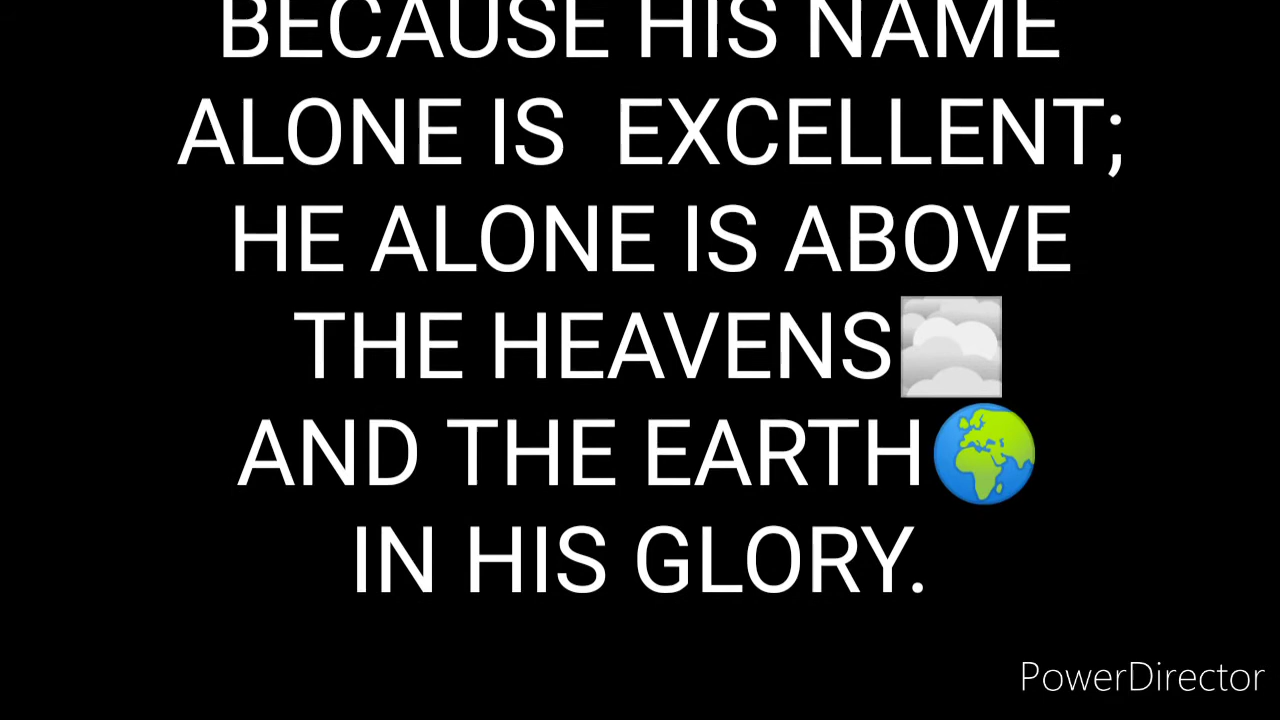 BECAUSE HIS NAME
ALONE IS  EXCELLENT;
HE ALONE IS ABOVE
THE HEAVENS
AND THE EARTH🌍
IN HIS GLORY.
PowerDirector